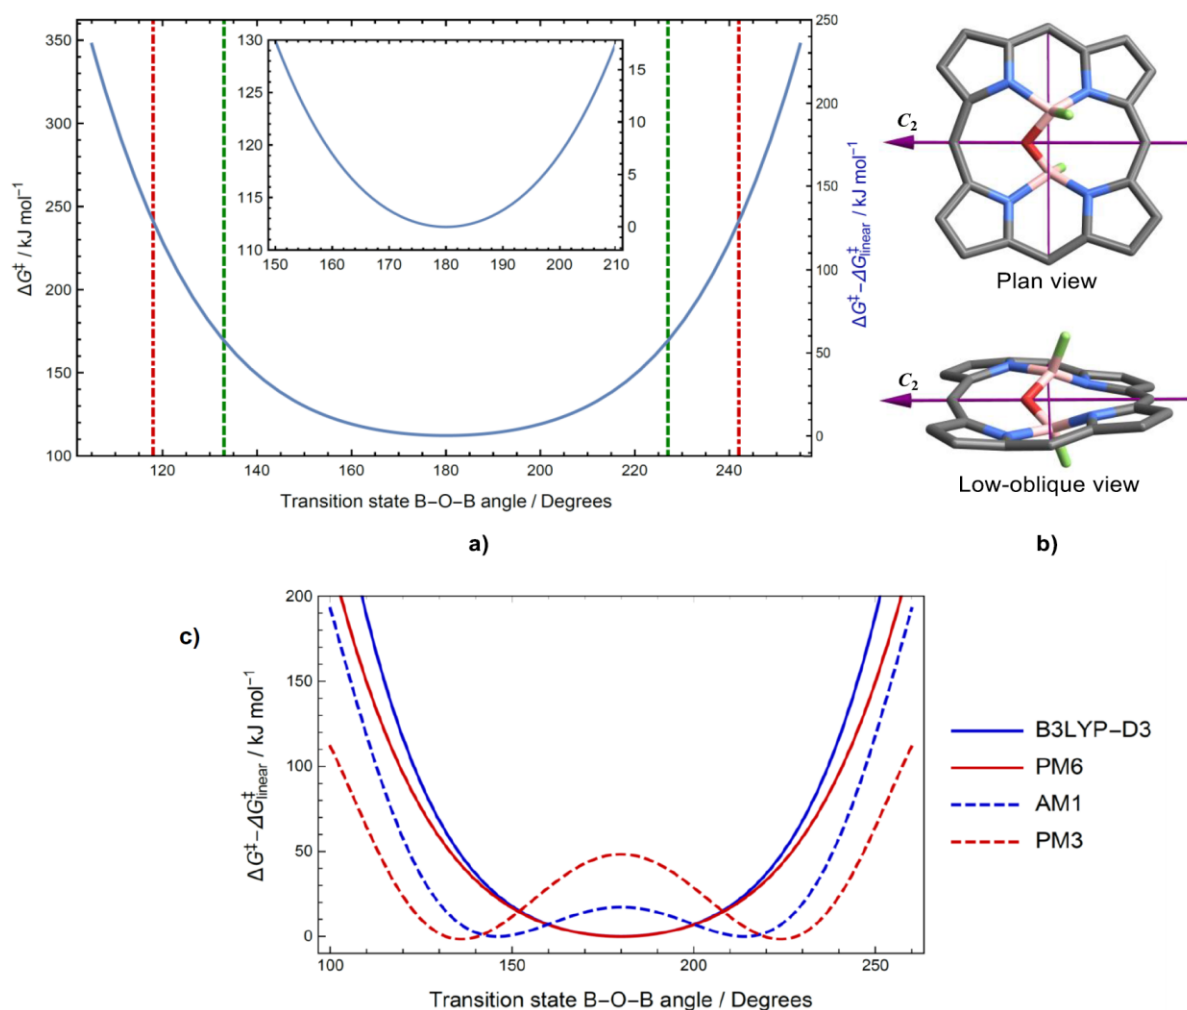 350
300
250
200
150
100
ΔG‡ / kJ mol−1
130
125
120
115
110
15
10
5
0
150
160
170
180
190
200
210
250
200
150
100
50
0
ΔG‡−ΔG‡linear / kJ mol−1
120
140
160
180
200
220
240
Transition state B−O−B angle / Degrees
a)
C2
Plan view
C2
Low-oblique view
b)
c)
200
150
100
50
0
ΔG‡−ΔG‡linear / kJ mol−1
100
150
200
250
Transition state B−O−B angle / Degrees
B3LYP−D3
PM6
AM1
PM3